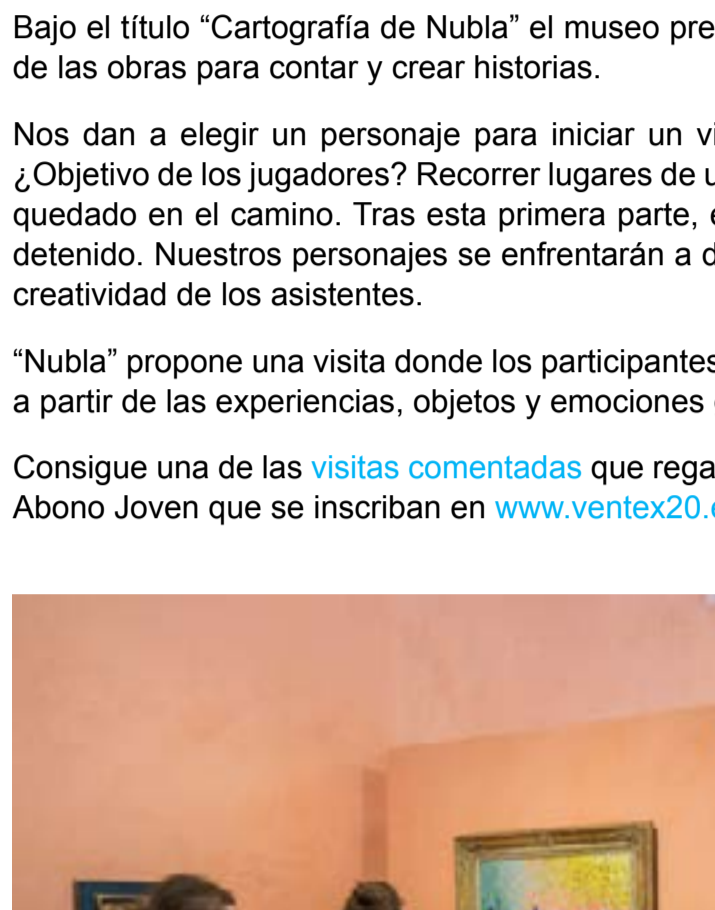 Bajo el título “Cartografía de Nubla” el museo
de las obras para contar y crear historias.
Nos dan a elegir un personaje para iniciar un
¿Objetivo de los jugadores? Recorrer lugares de
quedado en el camino. Tras esta primera parte,
detenido. Nuestros personajes se enfrentarán a
creatividad de los asistentes.
“Nubla” propone una visita donde los participantes
a partir de las experiencias, objetos y emociones
Consigue una de las visitas comentadas que
Abono Joven que se inscriban en www.ventex20.